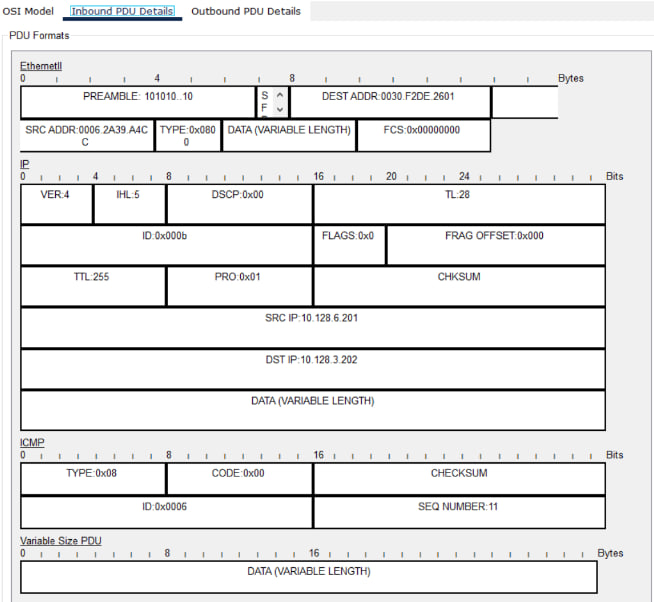 OSI Model Inbound PDU Details Outbound PDU Details
PDU Formats
EthernetII
0 4 8 Bytes
PREAMBLE: 101010..10 S F DEST ADDR:0030.F2DE.2601
SRC ADDR:0006.2A39.A4C
C TYPE:0x080
0 DATA (VARIABLE LENGTH) FCS:0x00000000
IP
0 4 8 16 20 24 Bits
VER:4 IHL:5 DSCP:0x00 TL:28
ID:0x000b FLAGS:0x0 FRAG OFFSET:0x000
TTL:255 PRO:0x01 CHKSUM
SRC IP:10.128.6.201
DST IP:10.128.3.202
DATA (VARIABLE LENGTH)
ICMP
0 8 16 Bits
TYPE:0x08 CODE:0x00 CHECKSUM
ID:0x0006 SEQ NUMBER:11
Variable Size PDU
0 8 16 Bytes
DATA (VARIABLE LENGTH)